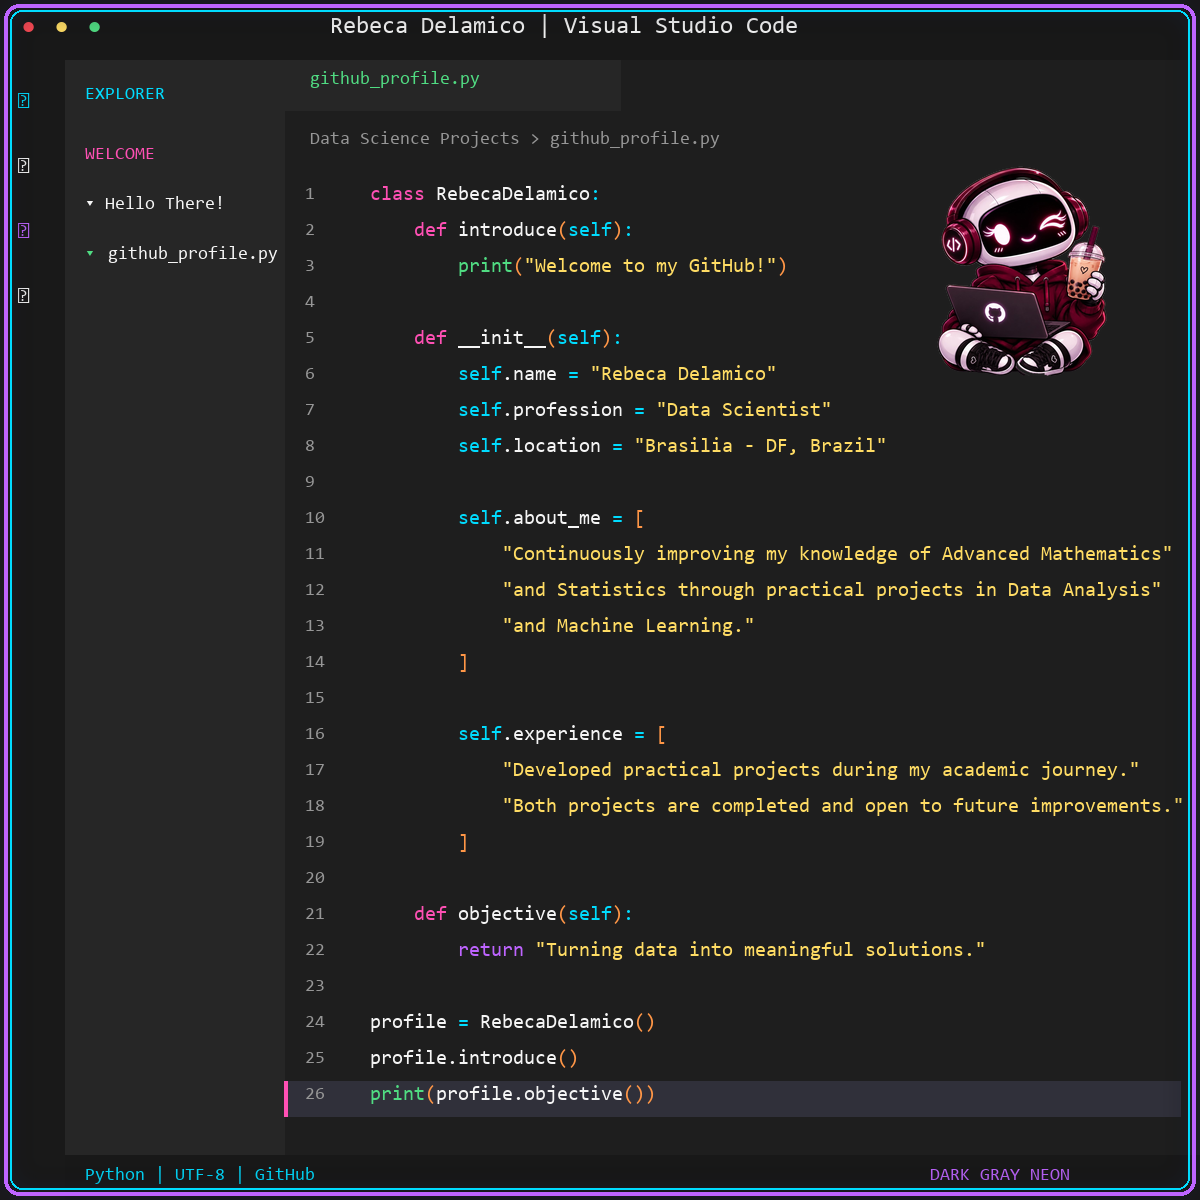 Rebeca Delamico | Visual Studio Code
EXPLORER
WELCOME
▾ Hello There!
▾ github_profile.py
github_profile.py
Data Science Projects > github_profile.py
1 class RebecaDelamico:
2     def introduce(self):
3         print("Welcome to my GitHub!")
4
5     def __init__(self):
6         self.name = "Rebeca Delamico"
7         self.profession = "Data Scientist"
8         self.location = "Brasilia - DF, Brazil"
9
10         self.about_me = [
11             "Continuously improving my knowledge of Advanced Mathematics"
12             "and Statistics through practical projects in Data Analysis"
13             "and Machine Learning."
14         ]
15
16         self.experience = [
17             "Developed practical projects during my academic journey."
18             "Both projects are completed and open to future improvements."
19         ]
20
21     def objective(self):
22         return "Turning data into meaningful solutions."
23
24 profile = RebecaDelamico()
25 profile.introduce()
26 print(profile.objective())
</>
Python | UTF-8 | GitHub
DARK GRAY NEON